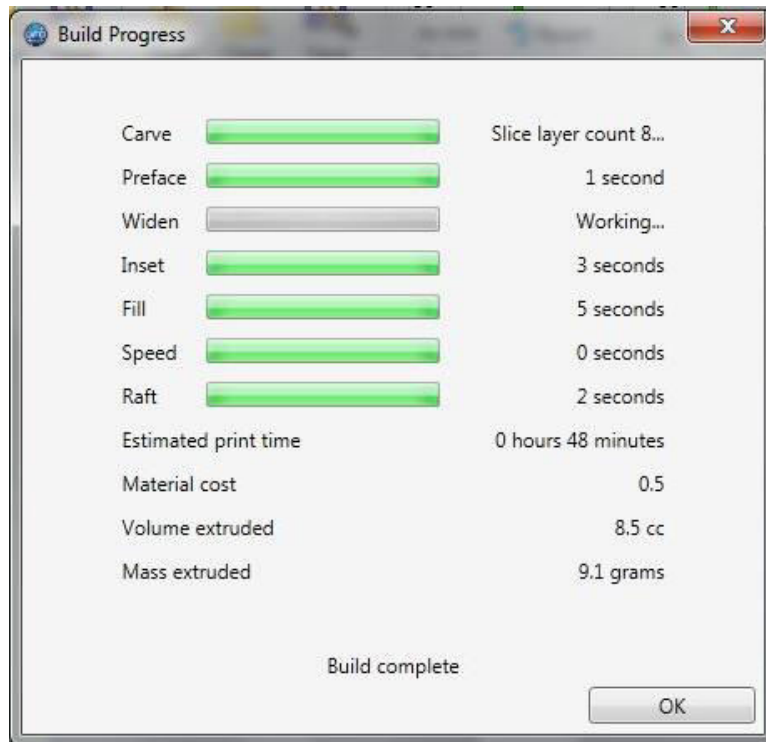 Build Progress
Carve Slice layer count 8...
Preface 1 second
Widen Working...
Inset 3 seconds
Fill 5 seconds
Speed 0 seconds
Raft 2 seconds
Estimated print time 0 hours 48 minutes
Material cost 0.5
Volume extruded 8.5 cc
Mass extruded 9.1 grams
Build complete
OK